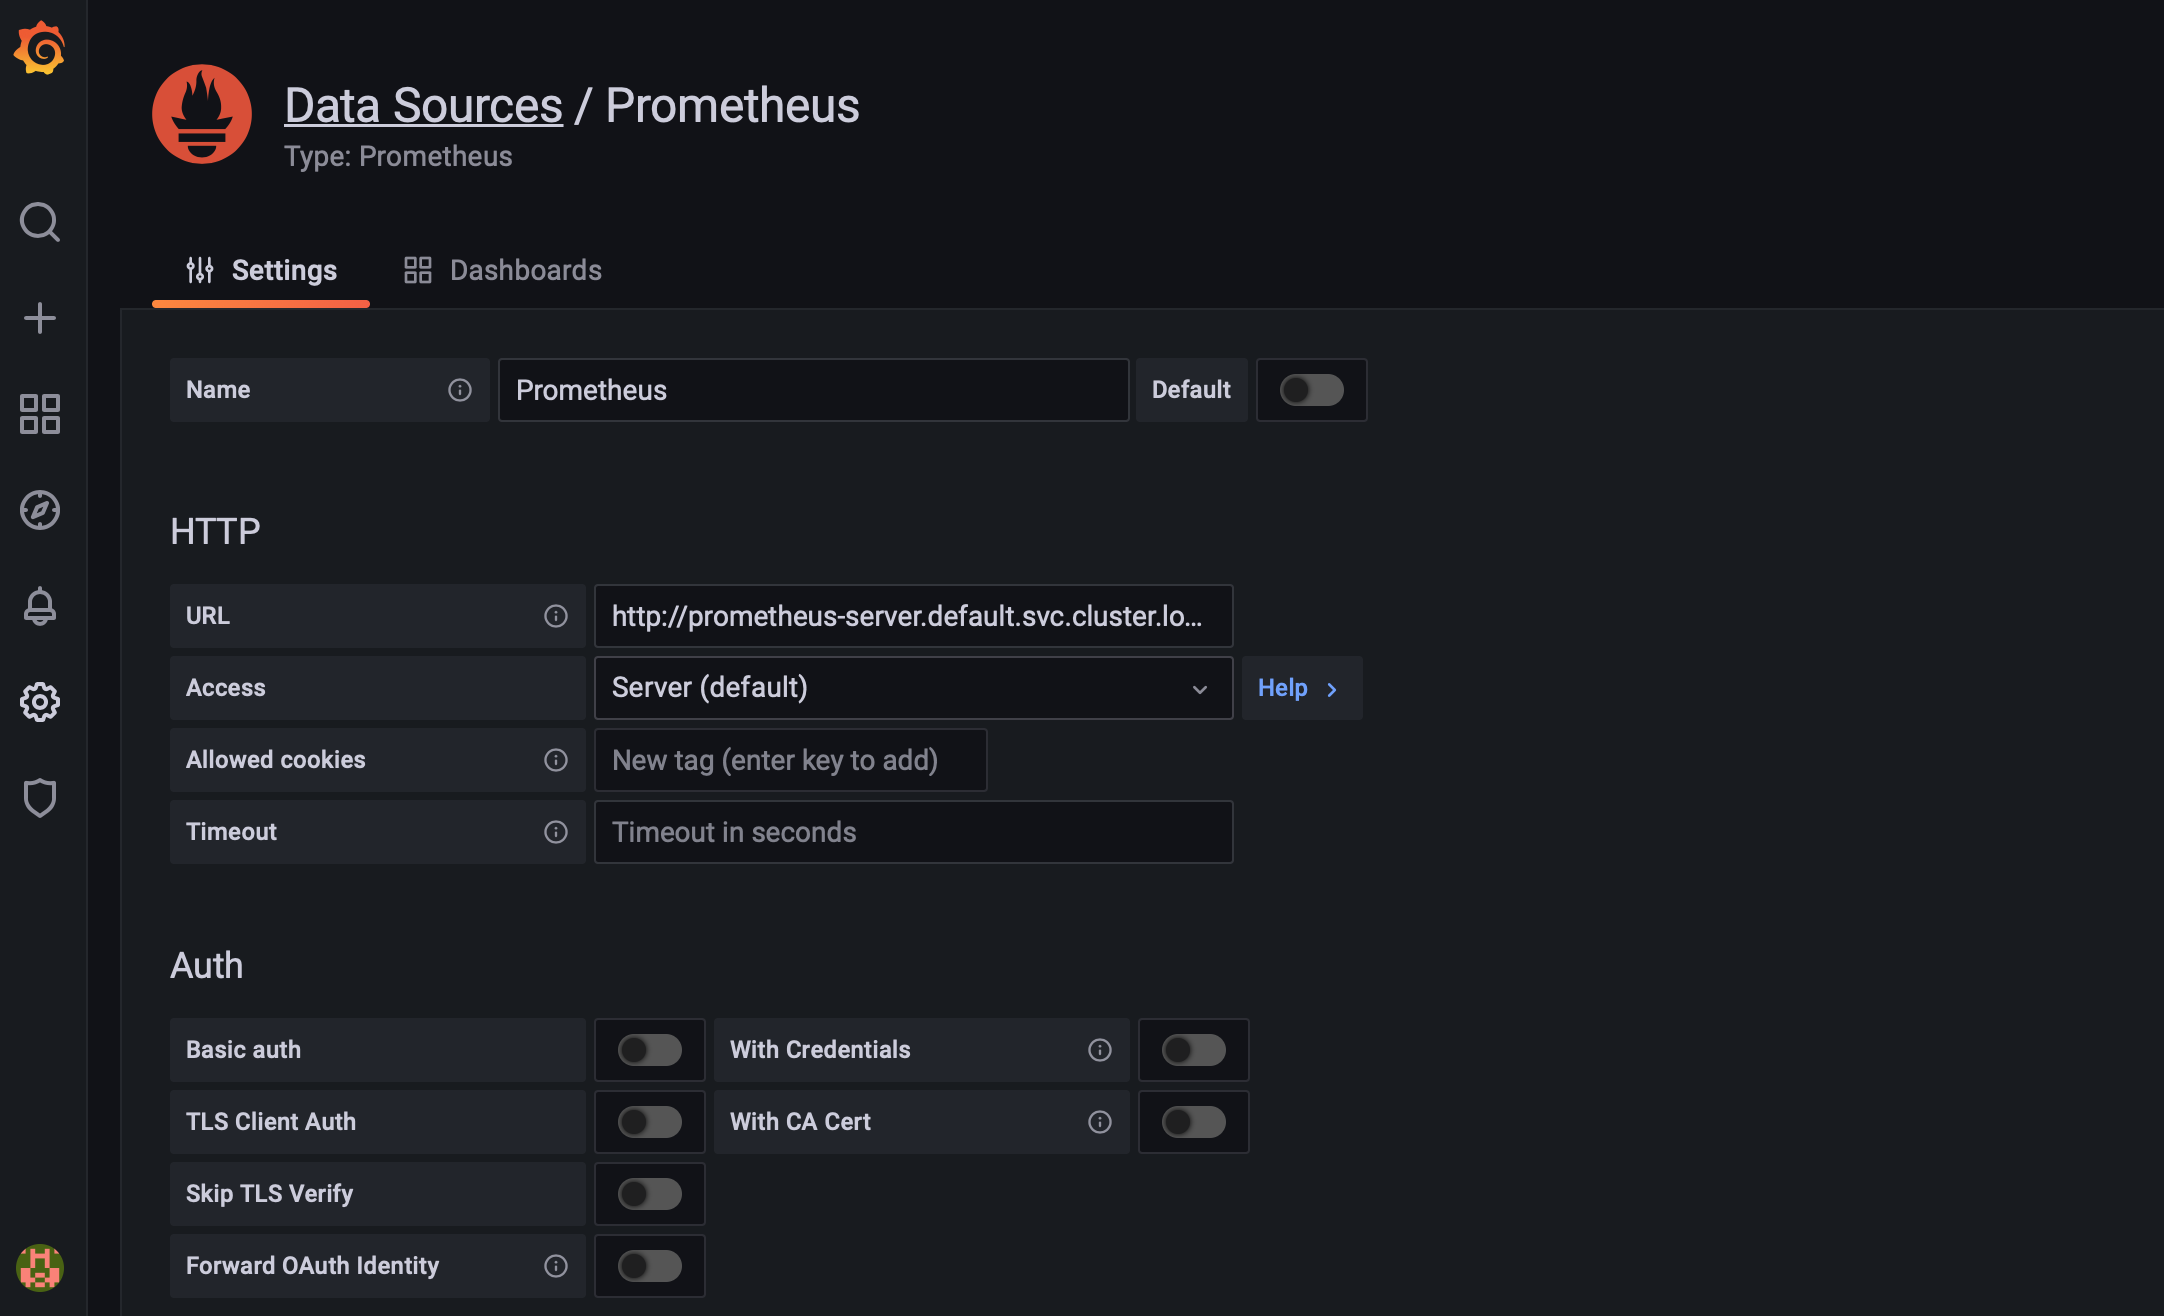 Data Sources / Prometheus
Type: Prometheus
Settings
Dashboards
Name
Prometheus
Default
HTTP
URL
http://prometheus-server.default.svc.cluster.lo...
Access
Server (default)
Help
Allowed cookies
New tag (enter key to add)
Timeout
Timeout in seconds
Auth
Basic auth
With Credentials
TLS Client Auth
With CA Cert
Skip TLS Verify
Forward OAuth Identity